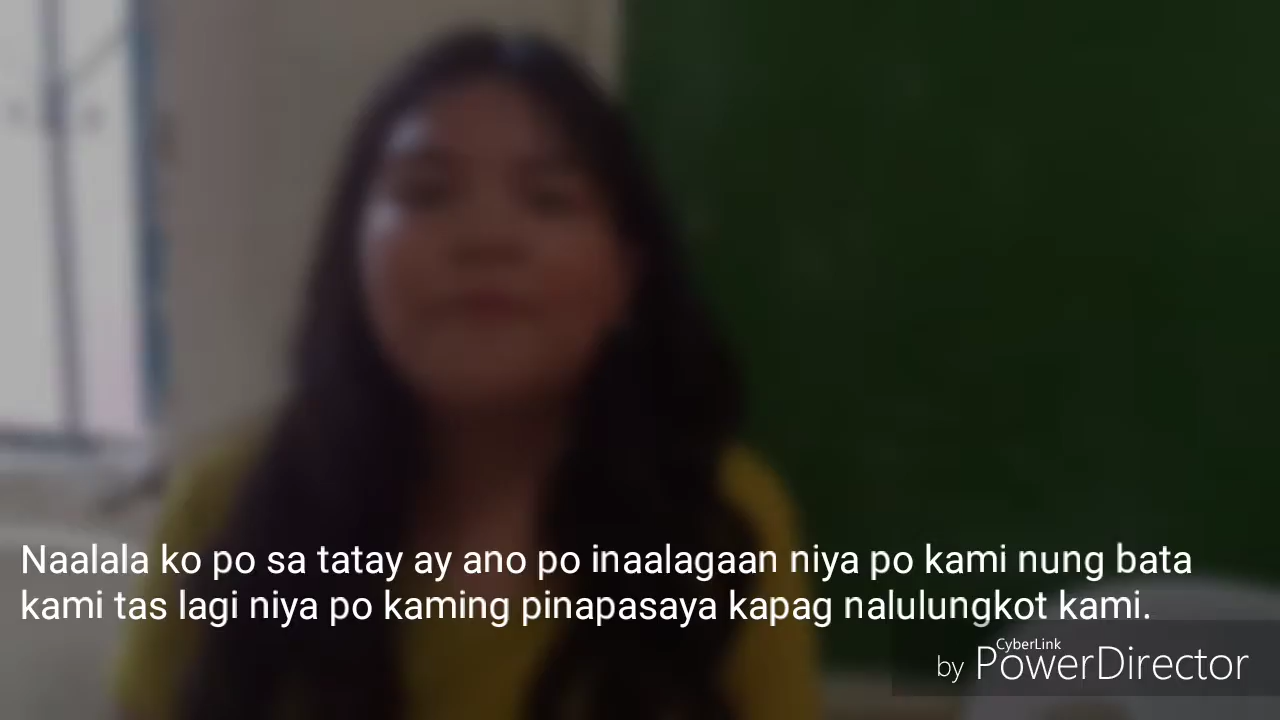 Naalala ko po sa tatay ay ano po inaalagaan niya po kami nung bata
kami tas lagi niya po kaming pinapasaya kapag nalulungkot kami.
CyberLink
by PowerDirector